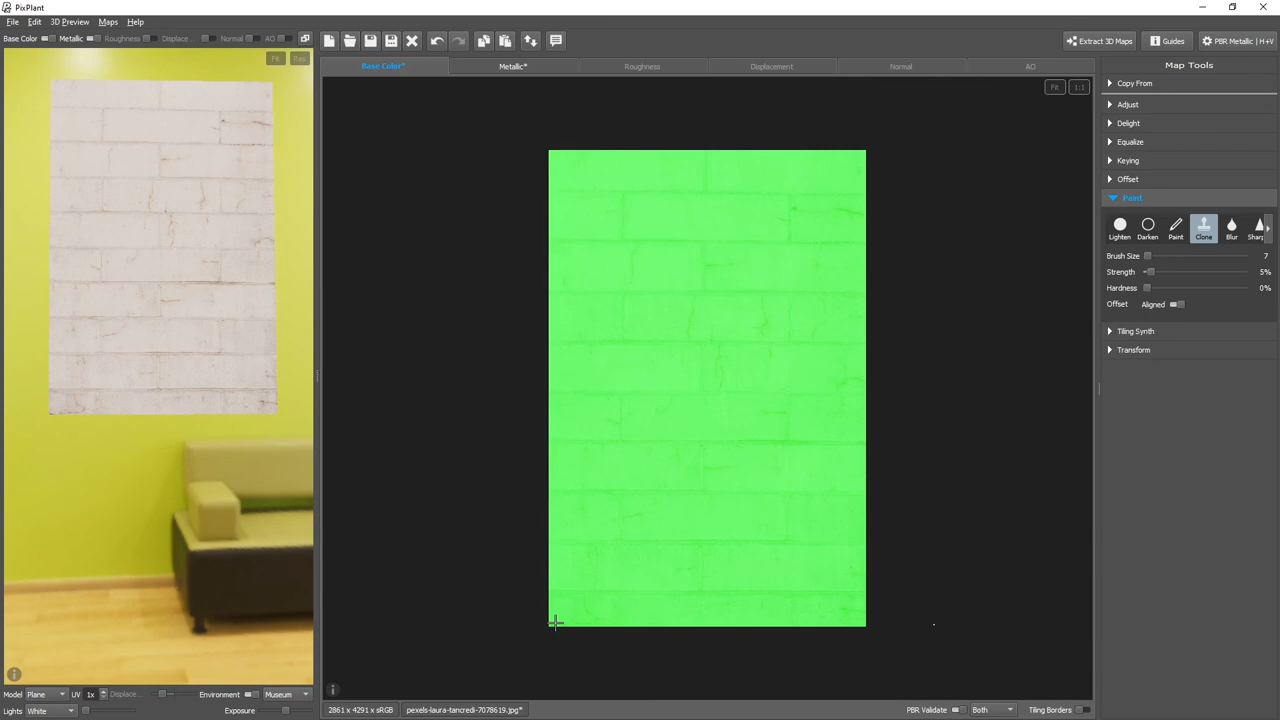 PixPlant
File Edit 3D Preview Maps Help
Base Color Metallic Roughness Displace... Normal AO
Extract 3D Maps Guides PBR Metallic | H+V
Base Color* Metallic* Roughness Displacement Normal AO
Map Tools
Fit Res
Fit 1:1
Copy From
Adjust
Delight
Equalize
Keying
Offset
Paint
Lighten Darken Paint Clone Blur Sharp
Brush Size 7
Strength 5%
Hardness 0%
Offset Aligned
Tiling Synth
Transform
Model Plane UV 1x Displac... Environment Museum
Lights White Exposure
2861 x 4291 x sRGB pexels-laura-tancredi-7078619.jpg* PBR Validate Both Tiling Borders